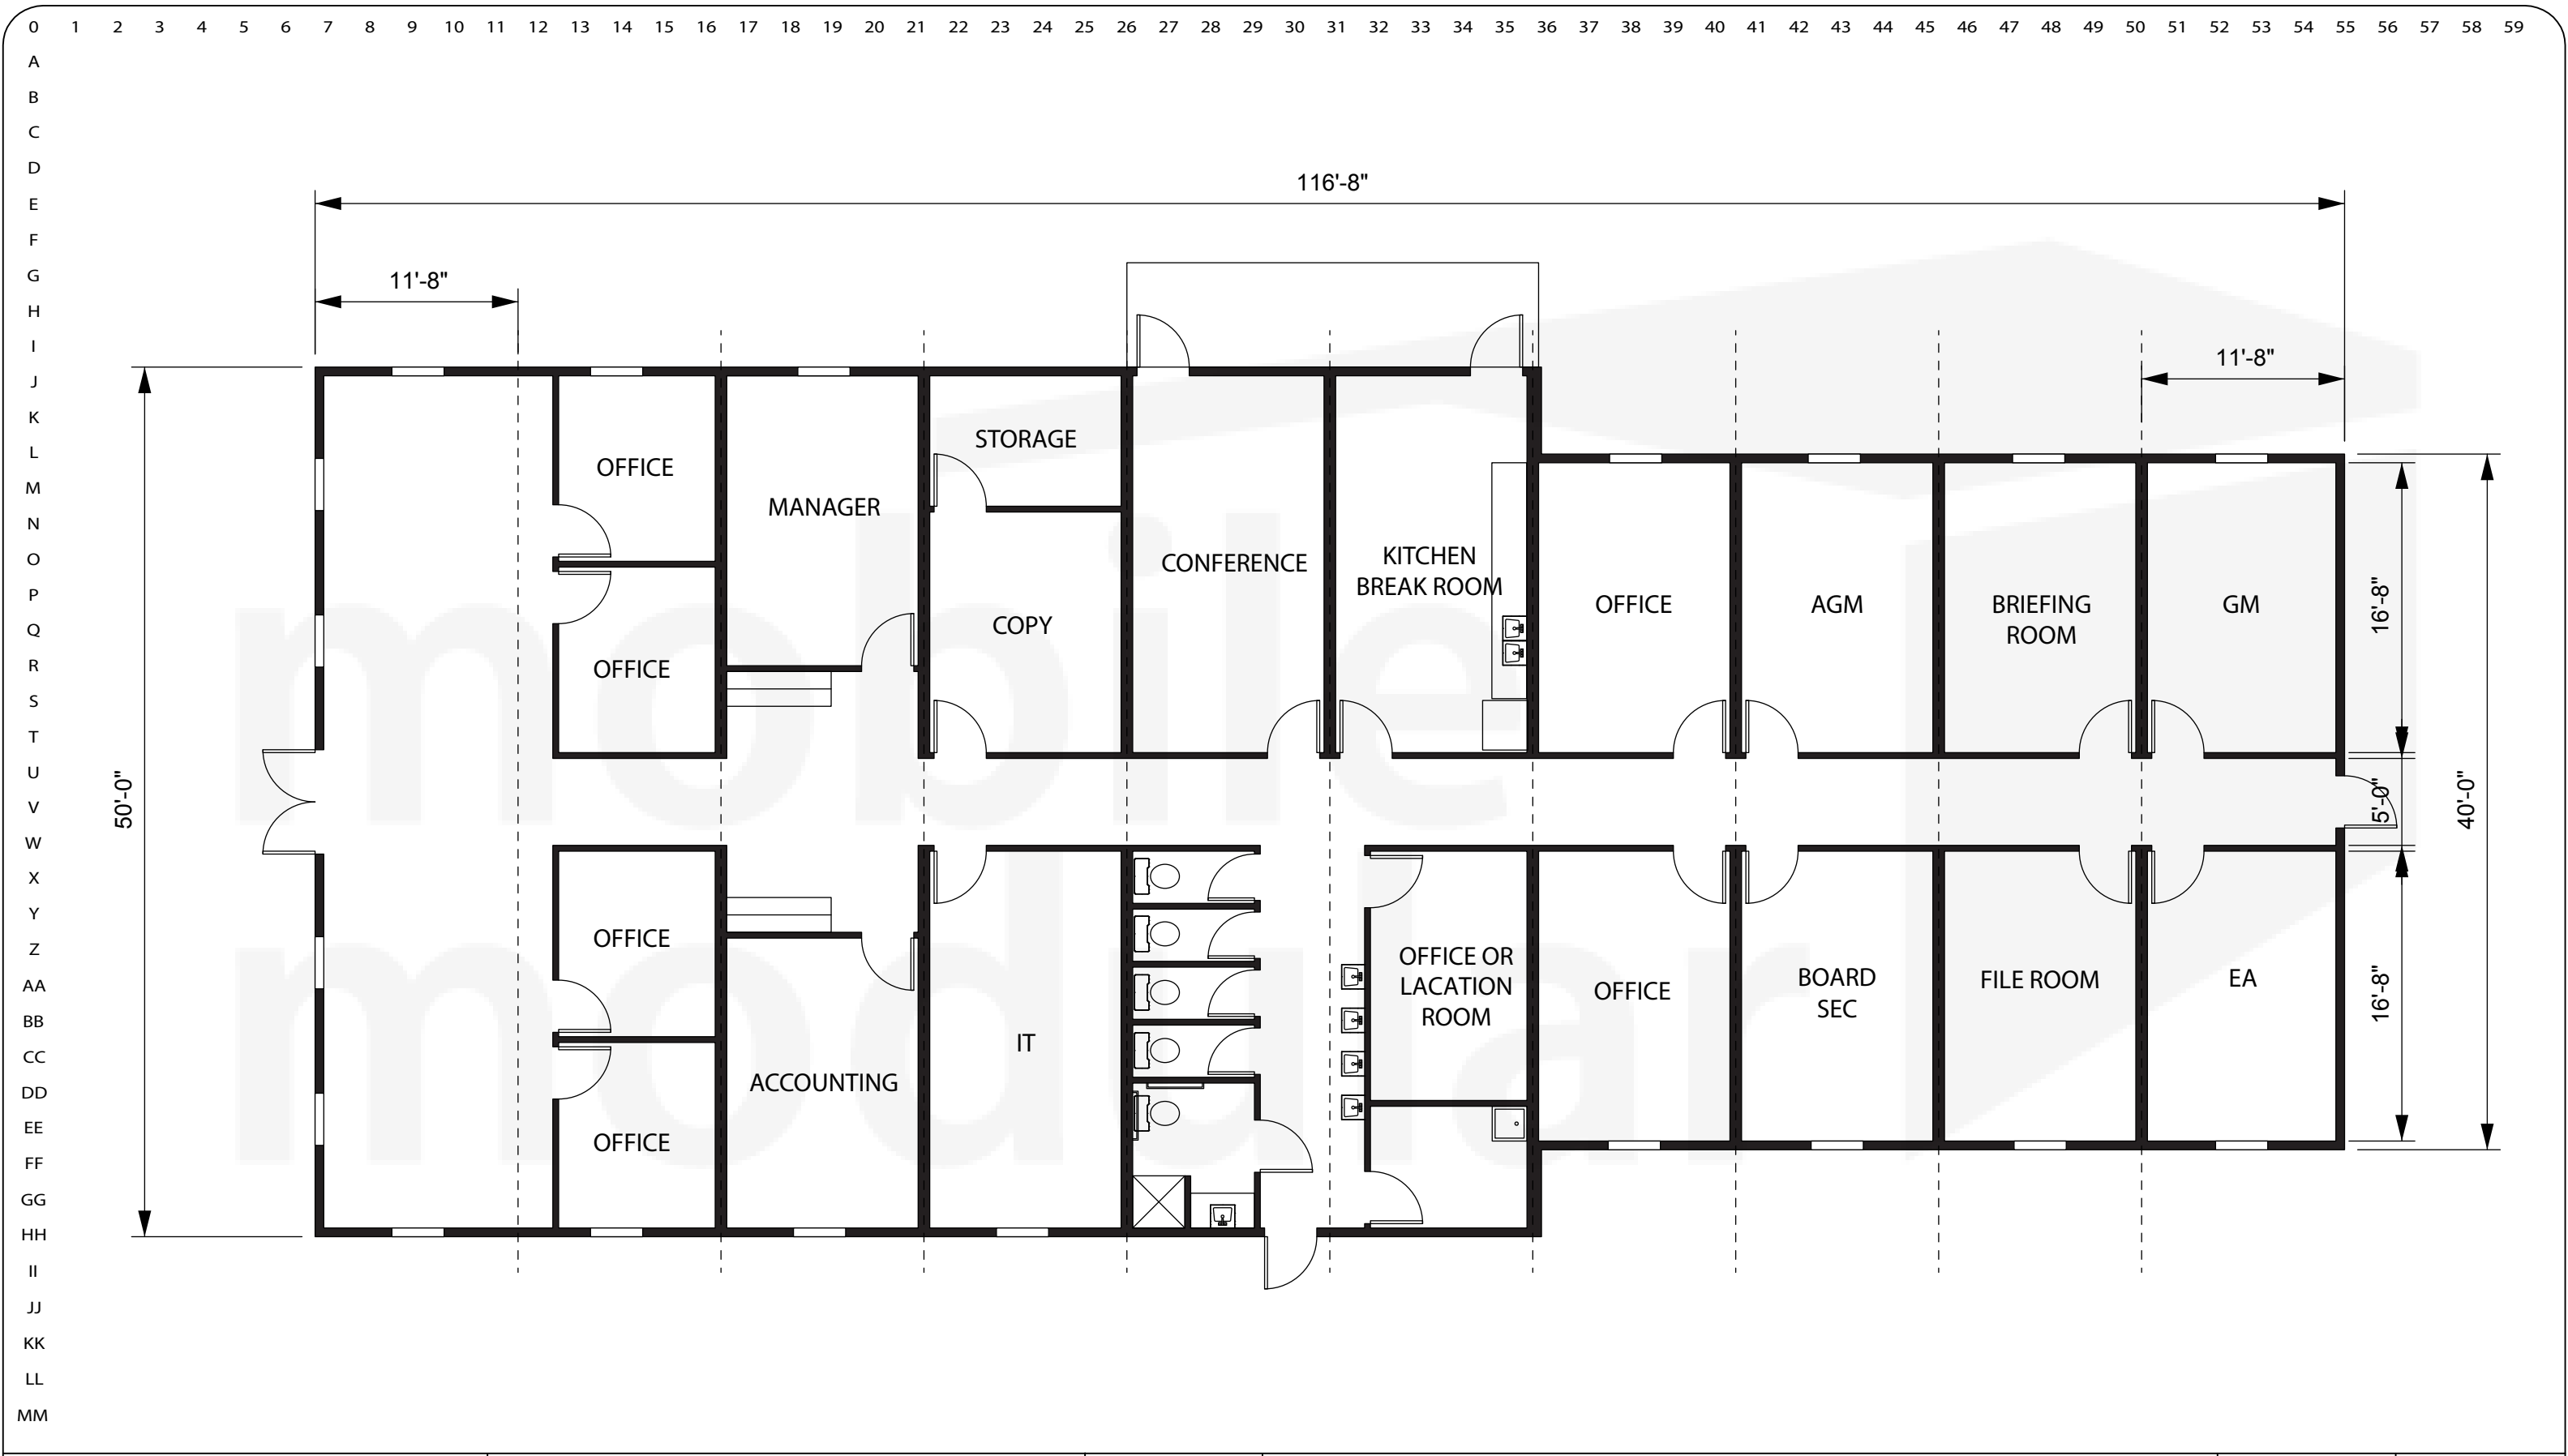 0 1 2 3 4 5 6 7 8 9 10 11 12 13 14 15 16 17 18 19 20 21 22 23 24 25 26 27 28 29 30 31 32 33 34 35 36 37 38 39 40 41 42 43 44 45 46 47 48 49 50 51 52 53 54 55 56 57 58 59
A
B
C
D
E
F
G
H
I
J
K
L
M
N
O
P
Q
R
S
T
U
V
W
X
Y
Z
AA
BB
CC
DD
EE
FF
GG
HH
II
JJ
KK
LL
MM
116'-8"
11'-8"
11'-8"
50'-0"
OFFICE
MANAGER
STORAGE
COPY
CONFERENCE
KITCHEN
BREAK ROOM
OFFICE
OFFICE
AGM
BRIEFING
ROOM
GM
16'-8"
5'-0"
40'-0"
16'-8"
OFFICE
OFFICE
ACCOUNTING
IT
OFFICE OR
LACATION
ROOM
OFFICE
BOARD
SEC
FILE ROOM
EA
mobile
modular